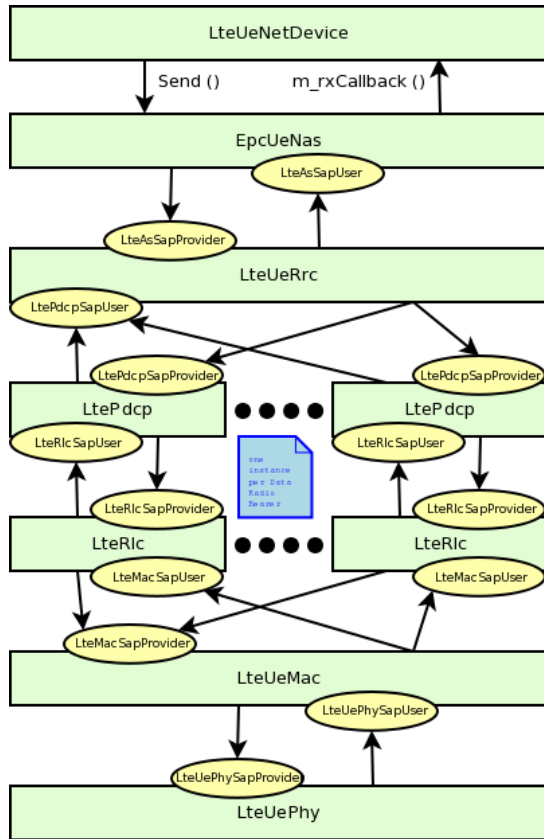 LteUeNetDevice
Send ()
m_rxCallback ()
EpcUeNas
LteAsSapUser
LteAsSapProvider
LteUeRrc
LtePdcpSapUser
LtePdcpSapProvider
LtePdcpSapProvider
LtePdcp
LtePdcp
LteRlcSapUser
LteRlcSapUser
one
instance
per Data
Radio
Bearer
LteRlcSapProvider
LteRlcSapProvider
LteRlc
LteRlc
LteMacSapUser
LteMacSapUser
LteMacSapProvider
LteUeMac
LteUePhySapUser
LteUePhySapProvider
LteUePhy